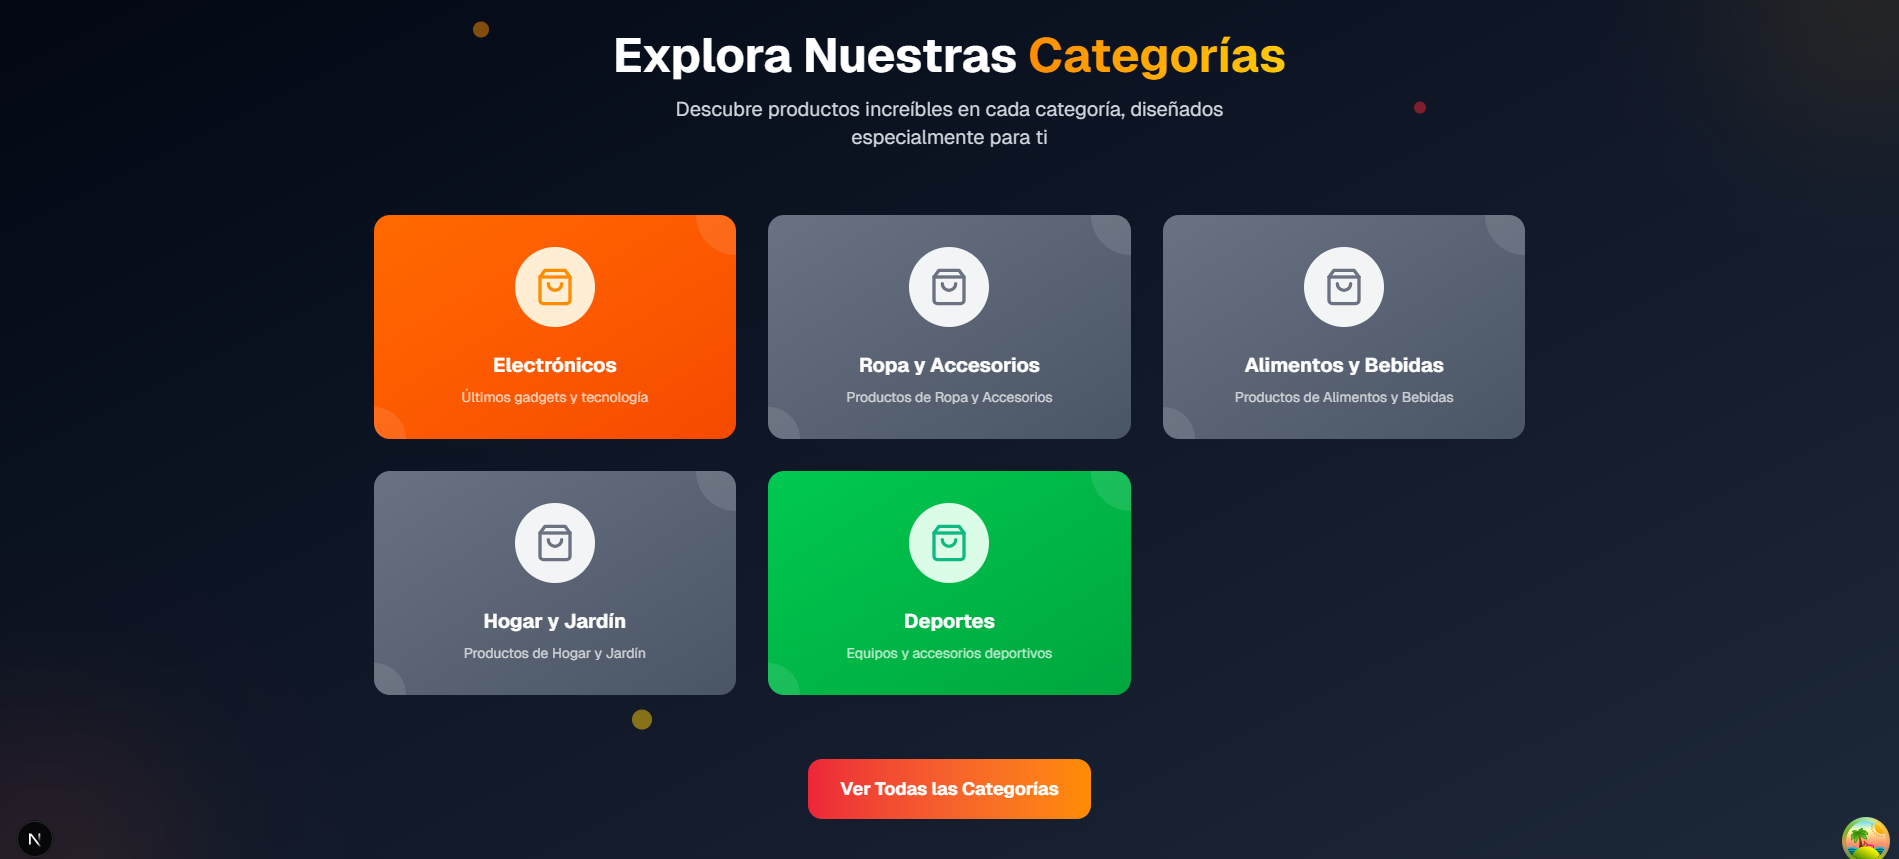 Explora Nuestras Categorías
Descubre productos increíbles en cada categoría, diseñados
especialmente para ti
Electrónicos
Últimos gadgets y tecnología
Ropa y Accesorios
Productos de Ropa y Accesorios
Alimentos y Bebidas
Productos de Alimentos y Bebidas
Hogar y Jardín
Productos de Hogar y Jardín
Deportes
Equipos y accesorios deportivos
Ver Todas las Categorías
N